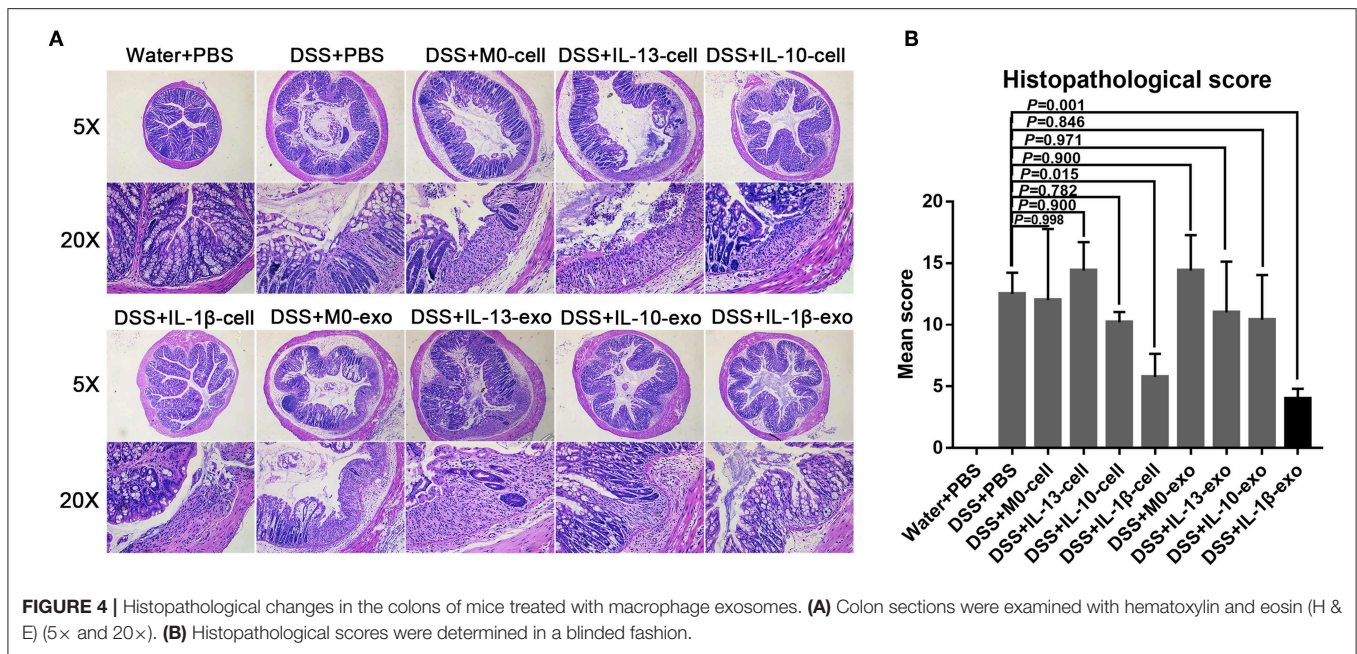 A
Water+PBS DSS+PBS DSS+M0-cell DSS+IL-13-cell DSS+IL-10-cell
5X
20X
DSS+IL-1β-cell DSS+M0-exo DSS+IL-13-exo DSS+IL-10-exo DSS+IL-1β-exo
5X
20X
B
Histopathological score
P=0.001
P=0.846
P=0.971
P=0.900
P=0.015
P=0.782
P=0.900
P=0.998
Mean score
20
15
10
5
0
Water+PBS
DSS+PBS
DSS+M0-cell
DSS+IL-13-cell
DSS+IL-10-cell
DSS+IL-1β-cell
DSS+M0-exo
DSS+IL-13-exo
DSS+IL-10-exo
DSS+IL-1β-exo
FIGURE 4 | Histopathological changes in the colons of mice treated with macrophage exosomes. (A) Colon sections were examined with hematoxylin and eosin (H &
E) (5× and 20×). (B) Histopathological scores were determined in a blinded fashion.